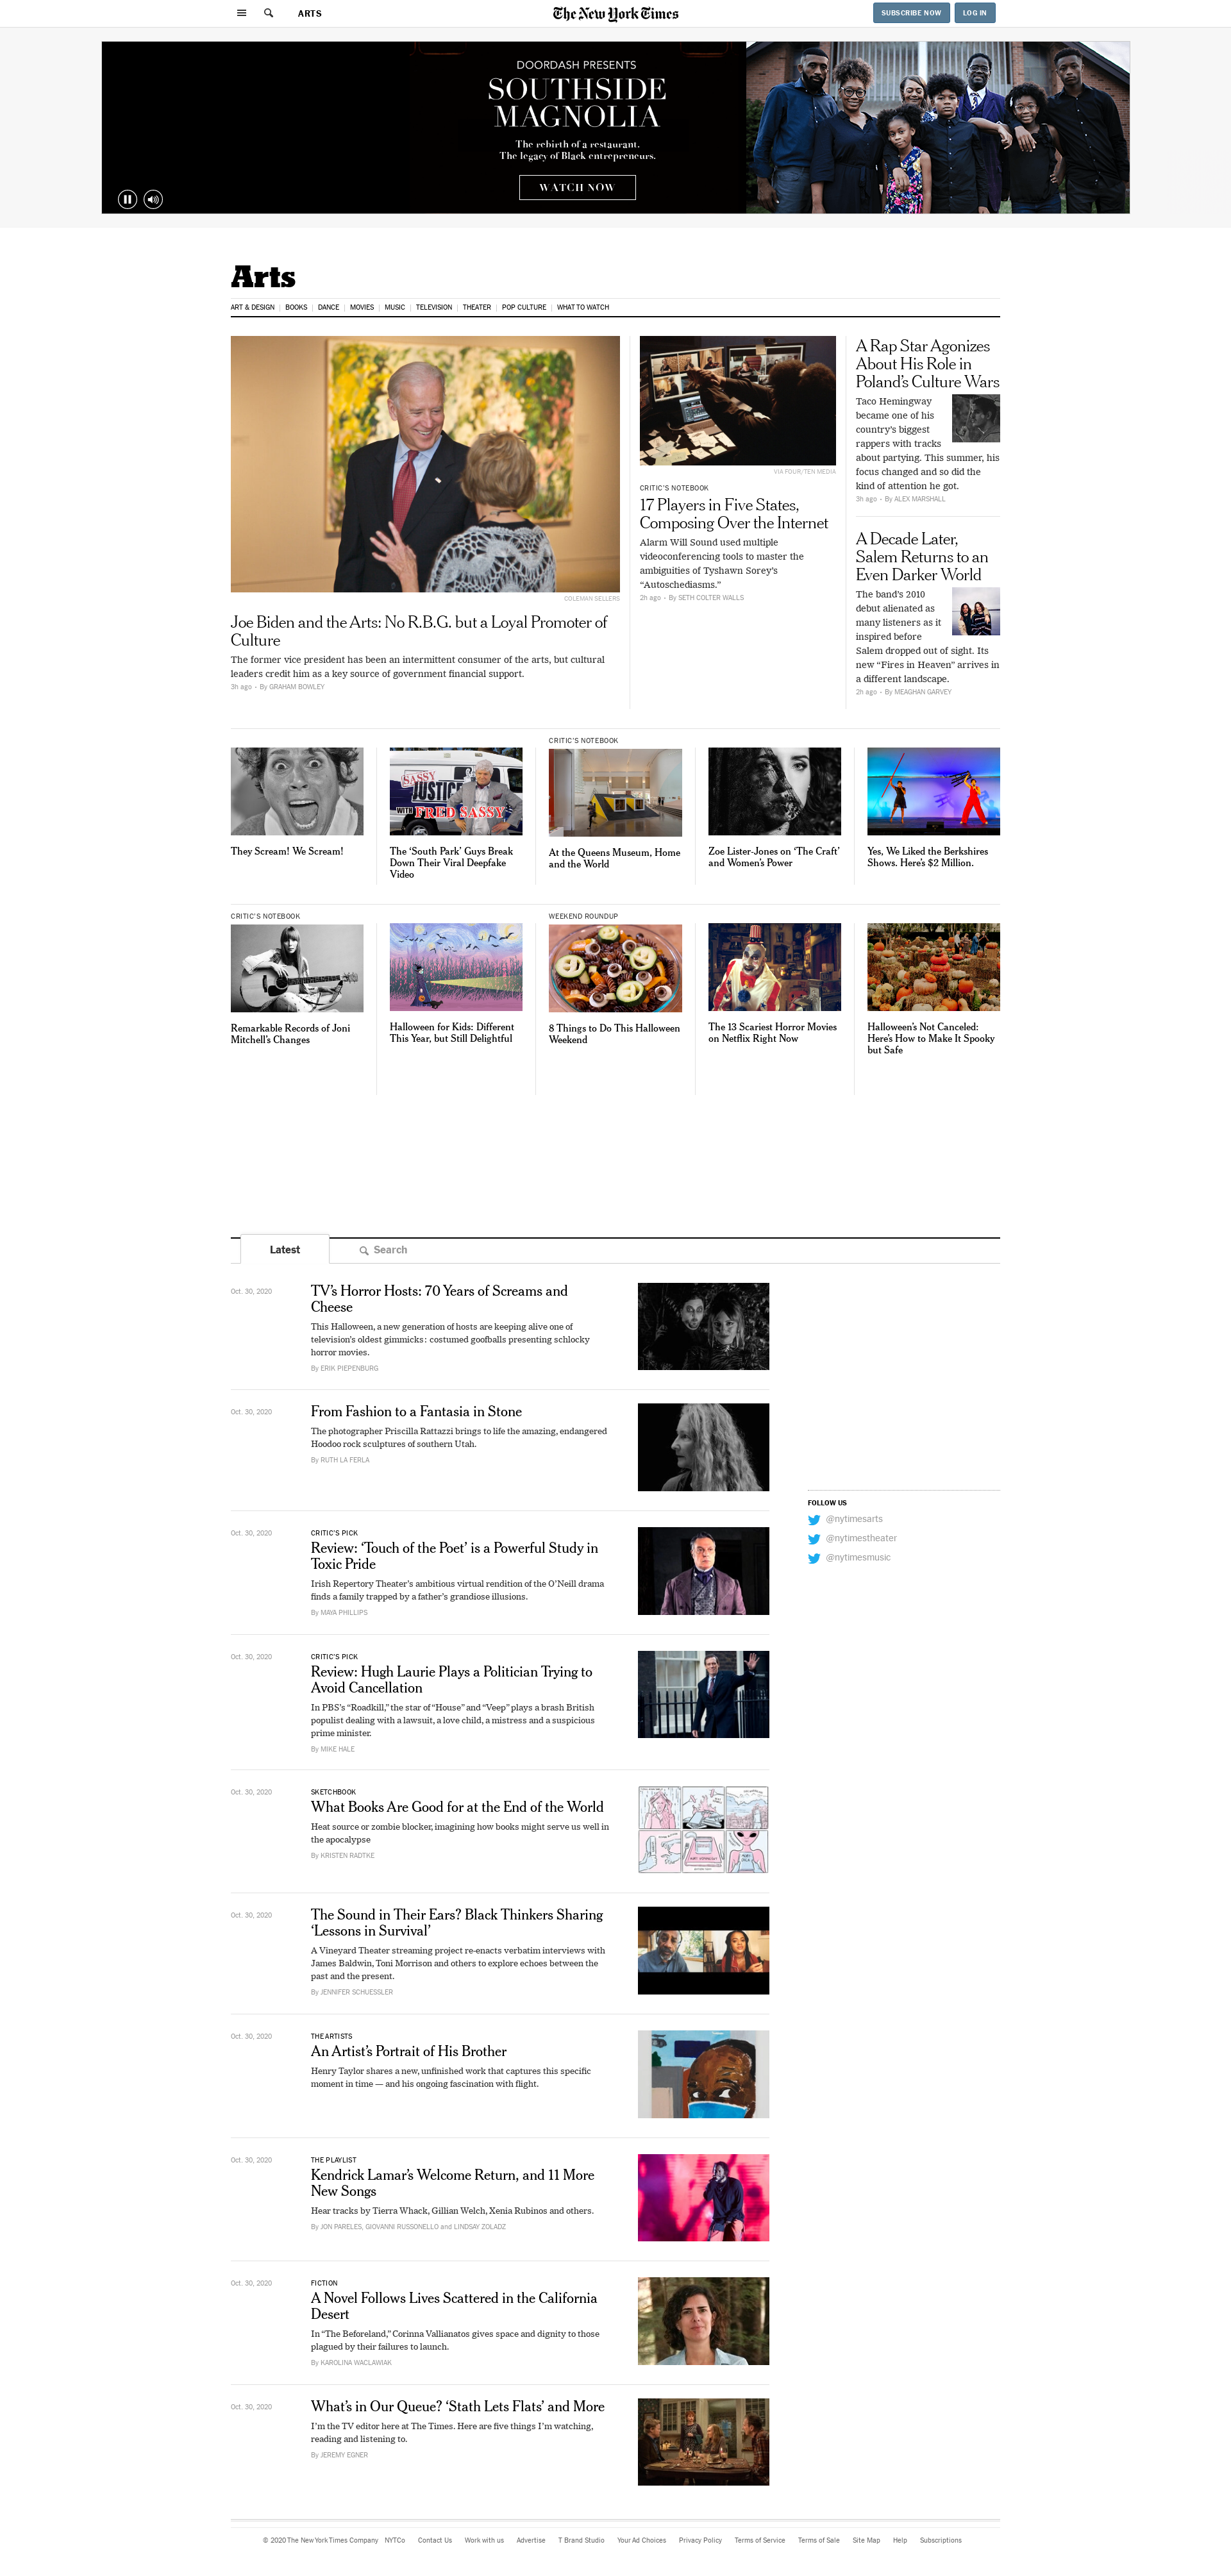 ARTS
The New York Times
SUBSCRIBE NOW
LOG IN
DOORDASH PRESENTS
SOUTHSIDE
MAGNOLIA
The rebirth of a restaurant.
The legacy of Black entrepreneurs.
WATCH NOW
Arts
ART & DESIGN
BOOKS
DANCE
MOVIES
MUSIC
TELEVISION
THEATER
POP CULTURE
WHAT TO WATCH
COLEMAN SELLERS
Joe Biden and the Arts: No R.B.G. but a Loyal Promoter of
Culture
The former vice president has been an intermittent consumer of the arts, but cultural
leaders credit him as a key source of government financial support.
3h ago • By GRAHAM BOWLEY
VIA FOUR/TEN MEDIA
CRITIC'S NOTEBOOK
17 Players in Five States,
Composing Over the Internet
Alarm Will Sound used multiple
videoconferencing tools to master the
ambiguities of Tyshawn Sorey's
“Autoschediasms.”
2h ago • By SETH COLTER WALLS
A Rap Star Agonizes
About His Role in
Poland’s Culture Wars
Taco Hemingway
became one of his
country’s biggest
rappers with tracks
about partying. This summer, his
focus changed and so did the
kind of attention he got.
3h ago • By ALEX MARSHALL
A Decade Later,
Salem Returns to an
Even Darker World
The band’s 2010
debut alienated as
many listeners as it
inspired before
Salem dropped out of sight. Its
new “Fires in Heaven” arrives in
a different landscape.
2h ago • By MEAGHAN GARVEY
They Scream! We Scream!
SASSY
JUSTICE
WITH FRED SASSY
The ‘South Park’ Guys Break
Down Their Viral Deepfake
Video
CRITIC'S NOTEBOOK
At the Queens Museum, Home
and the World
Zoe Lister-Jones on ‘The Craft’
and Women’s Power
Yes, We Liked the Berkshires
Shows. Here’s $2 Million.
CRITIC'S NOTEBOOK
Remarkable Records of Joni
Mitchell’s Changes
Halloween for Kids: Different
This Year, but Still Delightful
WEEKEND ROUNDUP
8 Things to Do This Halloween
Weekend
The 13 Scariest Horror Movies
on Netflix Right Now
Halloween’s Not Canceled:
Here’s How to Make It Spooky
but Safe
Latest
Search
Oct. 30, 2020
TV’s Horror Hosts: 70 Years of Screams and
Cheese
This Halloween, a new generation of hosts are keeping alive one of
television’s oldest gimmicks: costumed goofballs presenting schlocky
horror movies.
By ERIK PIEPENBURG
Oct. 30, 2020
From Fashion to a Fantasia in Stone
The photographer Priscilla Rattazzi brings to life the amazing, endangered
Hoodoo rock sculptures of southern Utah.
By RUTH LA FERLA
FOLLOW US
@nytimesarts
@nytimestheater
@nytimesmusic
Oct. 30, 2020
CRITIC’S PICK
Review: ‘Touch of the Poet’ is a Powerful Study in
Toxic Pride
Irish Repertory Theater’s ambitious virtual rendition of the O’Neill drama
finds a family trapped by a father’s grandiose illusions.
By MAYA PHILLIPS
Oct. 30, 2020
CRITIC’S PICK
Review: Hugh Laurie Plays a Politician Trying to
Avoid Cancellation
In PBS’s “Roadkill,” the star of “House” and “Veep” plays a brash British
populist dealing with a lawsuit, a love child, a mistress and a suspicious
prime minister.
By MIKE HALE
Oct. 30, 2020
SKETCHBOOK
What Books Are Good for at the End of the World
Heat source or zombie blocker, imagining how books might serve us well in
the apocalypse
By KRISTEN RADTKE
Oct. 30, 2020
The Sound in Their Ears? Black Thinkers Sharing
‘Lessons in Survival’
A Vineyard Theater streaming project re-enacts verbatim interviews with
James Baldwin, Toni Morrison and others to explore echoes between the
past and the present.
By JENNIFER SCHUESSLER
Oct. 30, 2020
THE ARTISTS
An Artist’s Portrait of His Brother
Henry Taylor shares a new, unfinished work that captures this specific
moment in time — and his ongoing fascination with flight.
Oct. 30, 2020
THE PLAYLIST
Kendrick Lamar’s Welcome Return, and 11 More
New Songs
Hear tracks by Tierra Whack, Gillian Welch, Xenia Rubinos and others.
By JON PARELES, GIOVANNI RUSSONELLO and LINDSAY ZOLADZ
Oct. 30, 2020
FICTION
A Novel Follows Lives Scattered in the California
Desert
In “The Beforeland,” Corinna Vallianatos gives space and dignity to those
plagued by their failures to launch.
By KAROLINA WACLAWIAK
Oct. 30, 2020
What’s in Our Queue? ‘Stath Lets Flats’ and More
I’m the TV editor here at The Times. Here are five things I’m watching,
reading and listening to.
By JEREMY EGNER
© 2020 The New York Times Company NYTCo Contact Us Work with us Advertise T Brand Studio Your Ad Choices Privacy Policy Terms of Service Terms of Sale Site Map Help Subscriptions